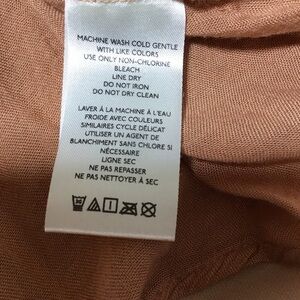 MACHINE WASH COLD GENTLE
WITH LIKE COLORS
USE ONLY NON-CHLORINE
BLEACH
LINE DRY
DO NOT IRON
DO NOT DRY CLEAN
LAVER À LA MACHINE À L'EAU
FROIDE AVEC COULEURS
SIMILAIRES CYCLE DÉLICAT
UTILISER UN AGENT DE
BLANCHIMENT SANS CHLORE SI
NÉCESSAIRE
LIGNE SEC
NE PAS REPASSER
NE PAS NETTOYER À SEC